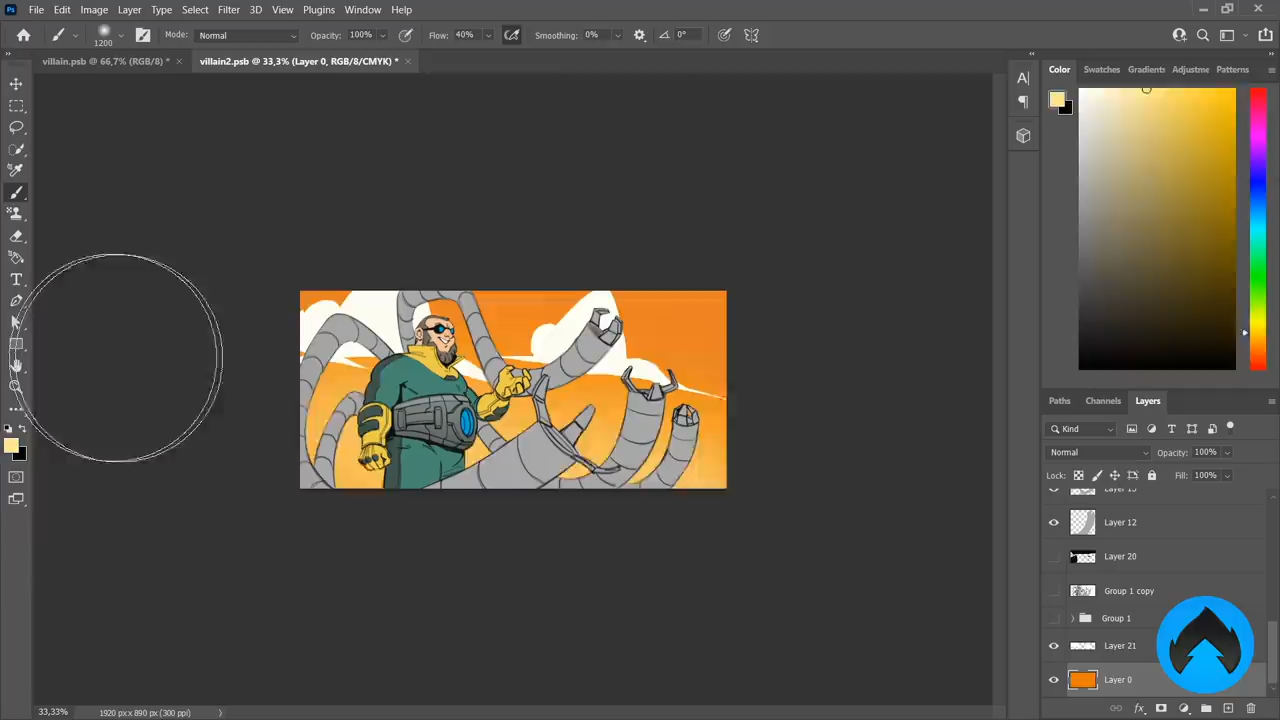 Ps File Edit Image Layer Type Select Filter 3D View Plugins Window Help
1200 Mode: Normal Opacity: 100% Flow: 40% Smoothing: 0% 0°
villain.psb @ 66,7% (RGB/8) * × villain2.psb @ 33,3% (Layer 0, RGB/8/CMYK) * ×
Color Swatches Gradients Adjustme Patterns
Paths Channels Layers
Kind
Normal Opacity: 100%
Lock: Fill: 100%
Layer 12
Layer 20
Group 1 copy
Group 1
Layer 21
Layer 0
33,33% 1920 px x 890 px (300 ppi)